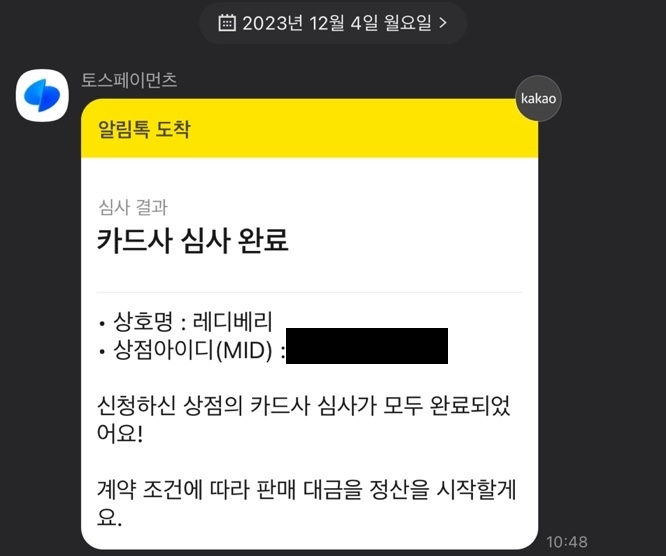 2023년 12월 4일 월요일 >
토스페이먼츠
kakao
알림톡 도착
심사 결과
카드사 심사 완료
• 상호명 : 레디베리
• 상점아이디(MID) :
신청하신 상점의 카드사 심사가 모두 완료되었
어요!
계약 조건에 따라 판매 대금을 정산을 시작할게
요.
10:48